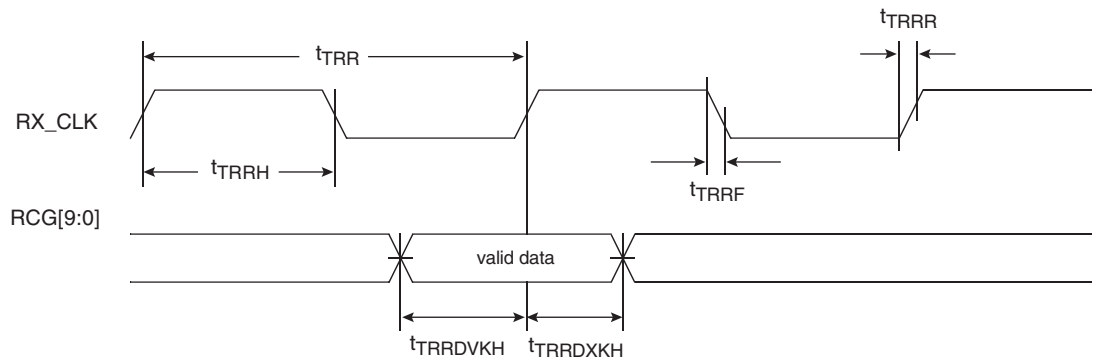 tTRRR
tTRR
RX_CLK
tTRRH
tTRRF
RCG[9:0]
valid data
tTRRDVKH tTRRDXKH